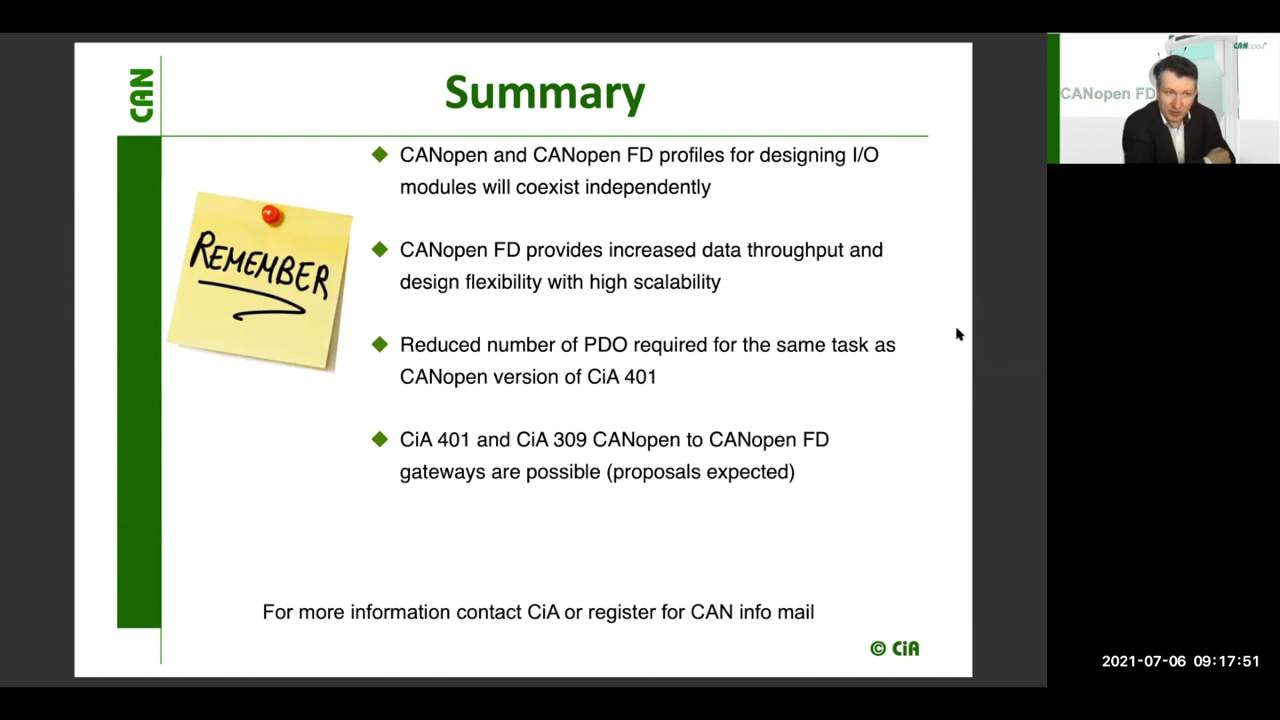 CAN
Summary
REMEMBER
CANopen and CANopen FD profiles for designing I/O
modules will coexist independently
CANopen FD provides increased data throughput and
design flexibility with high scalability
Reduced number of PDO required for the same task as
CANopen version of CiA 401
CiA 401 and CiA 309 CANopen to CANopen FD
gateways are possible (proposals expected)
For more information contact CiA or register for CAN info mail
© CiA
CANopen
CANopen FD
2021-07-06 09:17:51